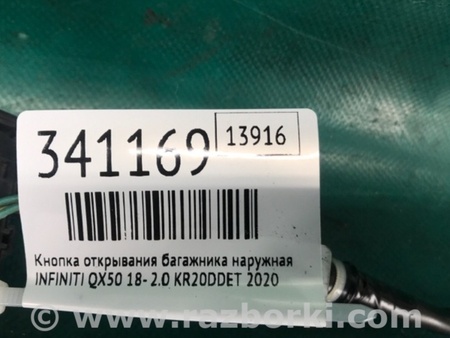 341169
13916
Кнопка открывания багажника наружная
INFINITI QX50 18- 2.0 KR20DDET 2020
www.razborki.com